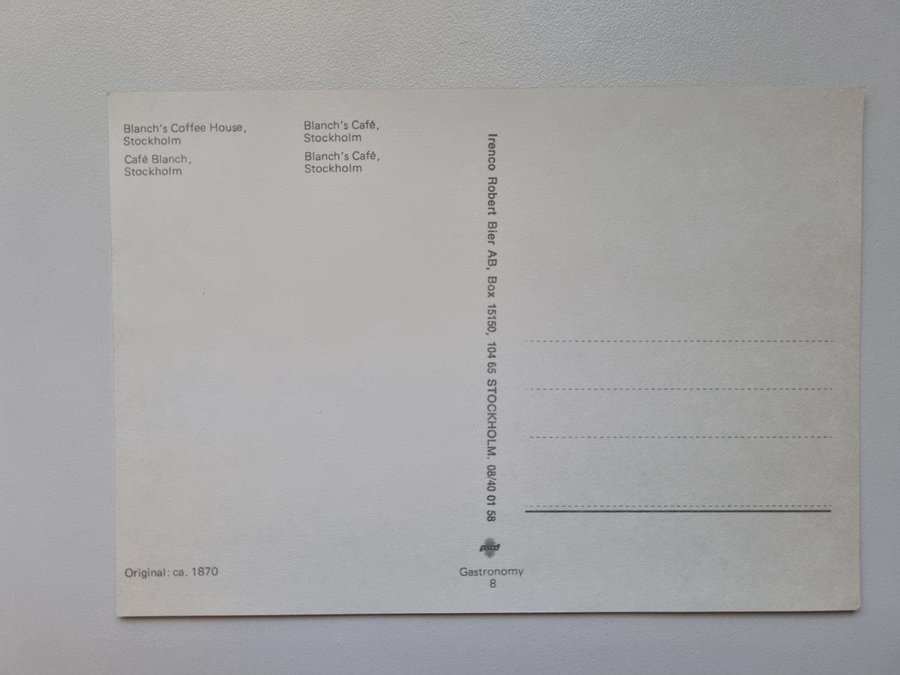 Blanch's Coffee House,
Stockholm
Café Blanch,
Stockholm
Blanch's Café,
Stockholm
Blanch's Café,
Stockholm
Irenco Robert Bier AB, Box 15150, 104 65 STOCKHOLM. 08/40 01 58
Original: ca. 1870
Gastronomy
8